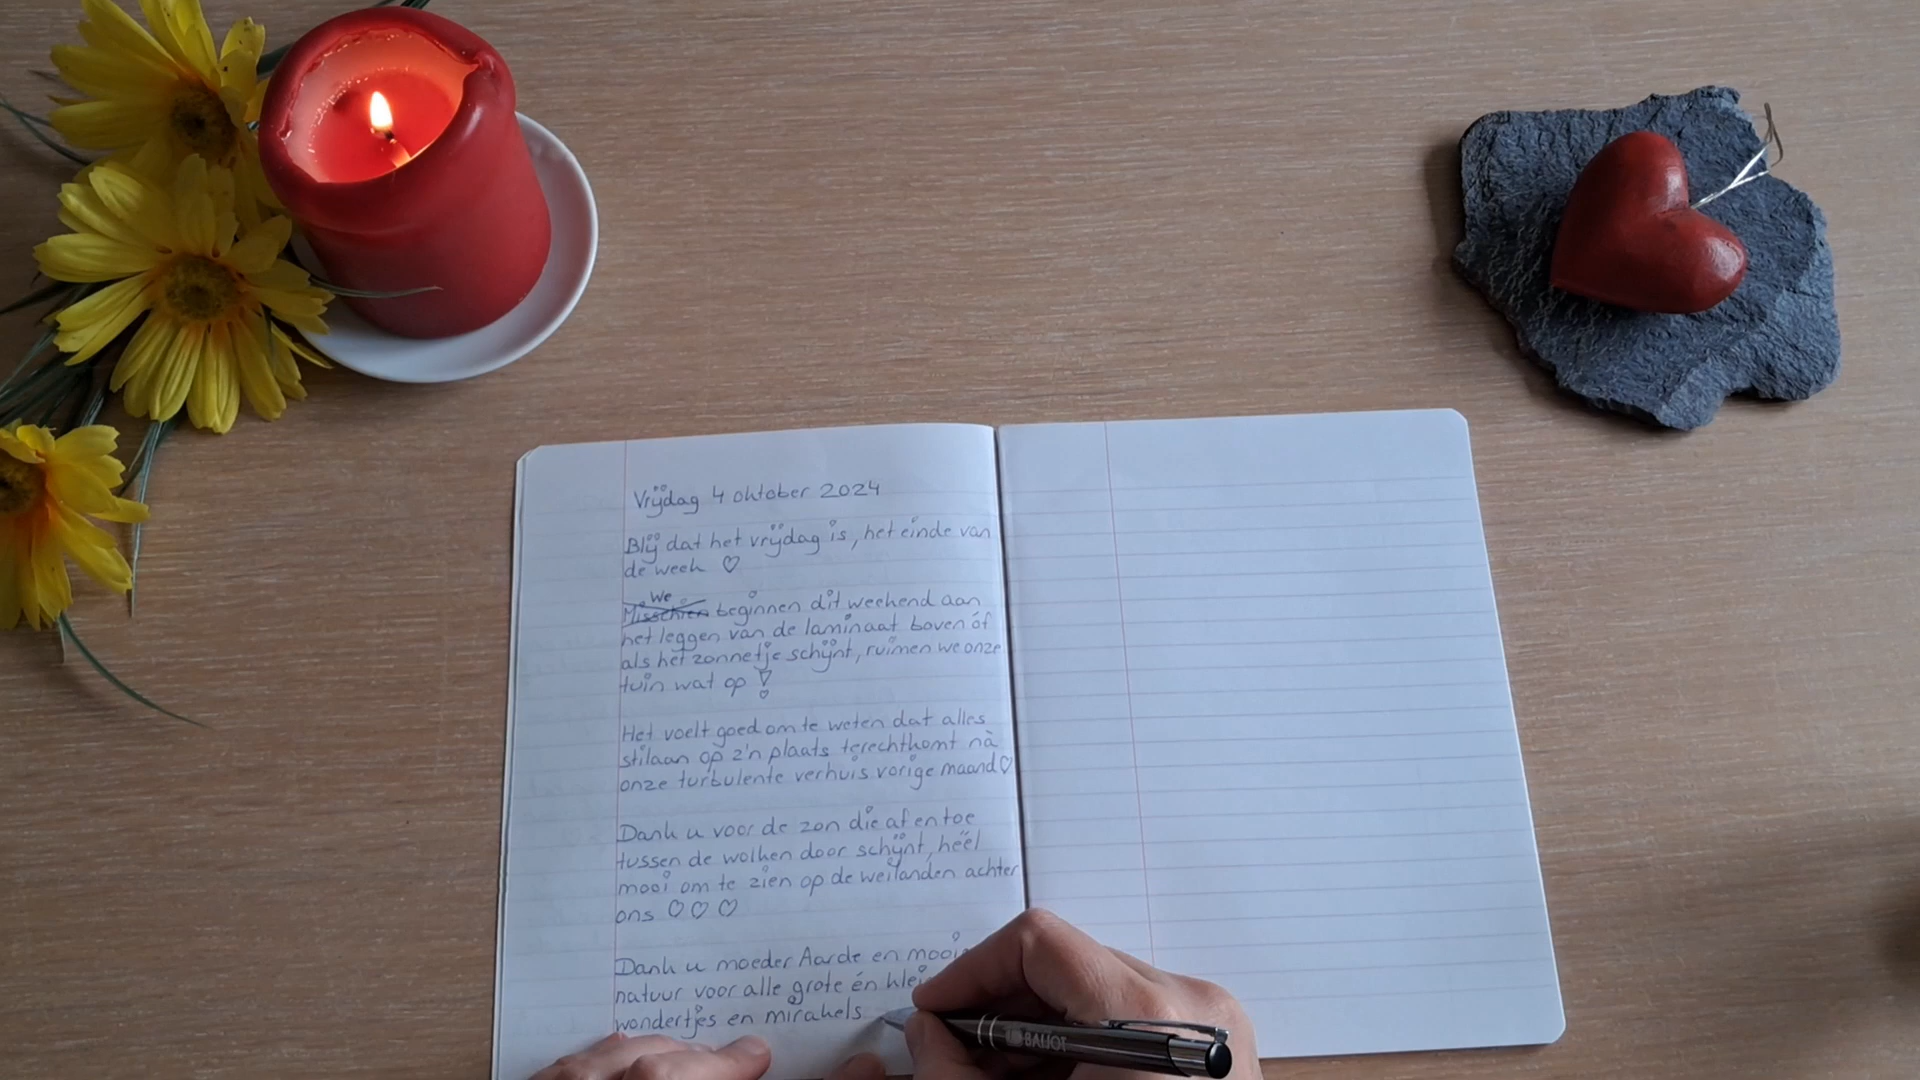 Vrijdag 4 oktober 2024
Blij dat het vrijdag is, het einde van
de week ♡
We
Misschien beginnen dit weekend aan
het leggen van de laminaat boven óf
als het zonnetje schijnt, ruimen we onze
tuin wat op !
Het voelt goed om te weten dat alles
stilaan op z'n plaats terechtkomt nà
onze turbulente verhuis vorige maand ♡
Dank u voor de zon die af en toe
tussen de wolken door schijnt, héél
mooi om te zien op de weilanden achter
ons ♡ ♡ ♡
Dank u moeder Aarde en
natuur voor alle grote én
wondertjes en mirakels